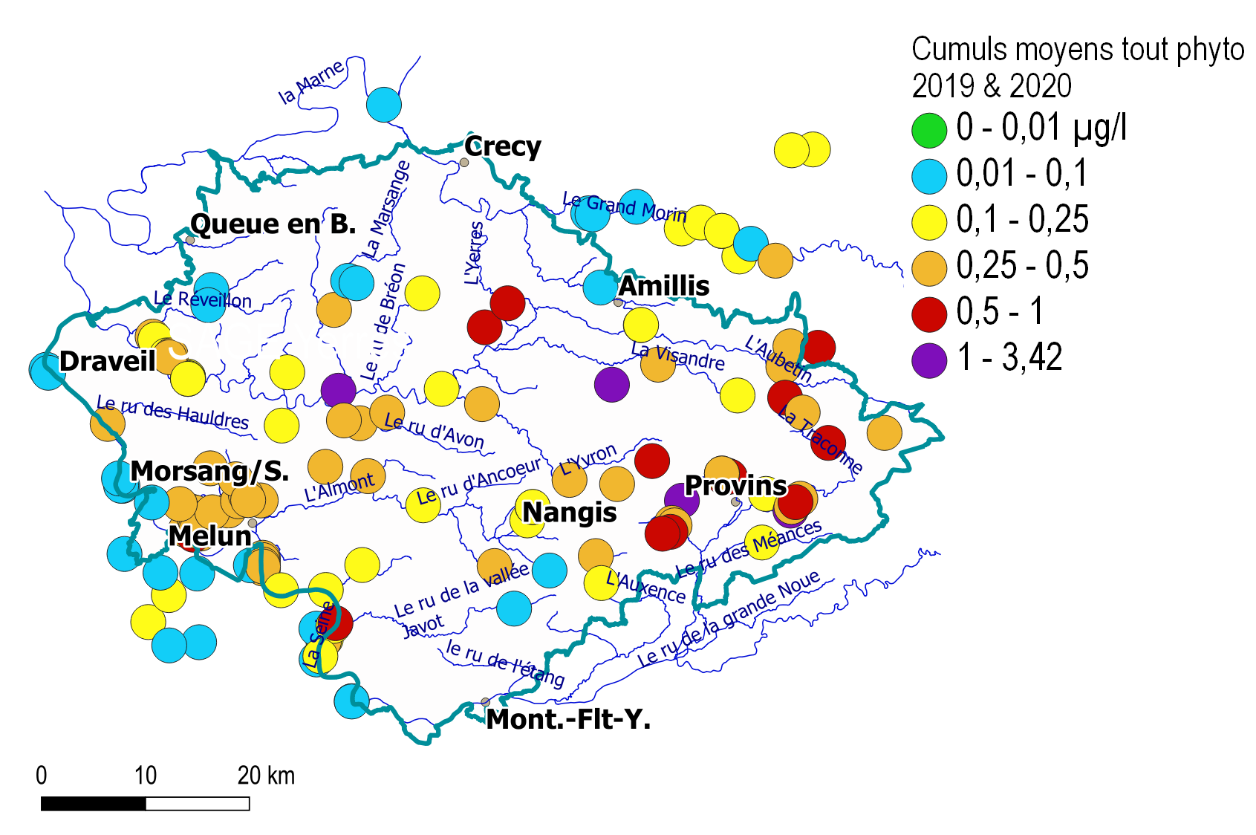 Cumuls moyens tout phyto
2019 & 2020
0 - 0,01 µg/l
0,01 - 0,1
0,1 - 0,25
0,25 - 0,5
0,5 - 1
1 - 3,42
la Marne
Crecy
La Marsange
Le Grand Morin
Queue en B.
L'Yerres
Amillis
Le Réveillon
de Bréon
L'Aubetin
La Visandre
Draveil
Le ru des Hauldres
Le ru d'Avon
La Traconne
Morsang/S.
L'Almont
Le ru d'Ancoeur
L'Yvron
Provins
Nangis
Melun
Le ru des Méances
Le ru de la vallée
Javot
L'Auxence
Le ru de la grande Noue
La Seine
le ru de l'étang
Mont.-Flt-Y.
0 10 20 km